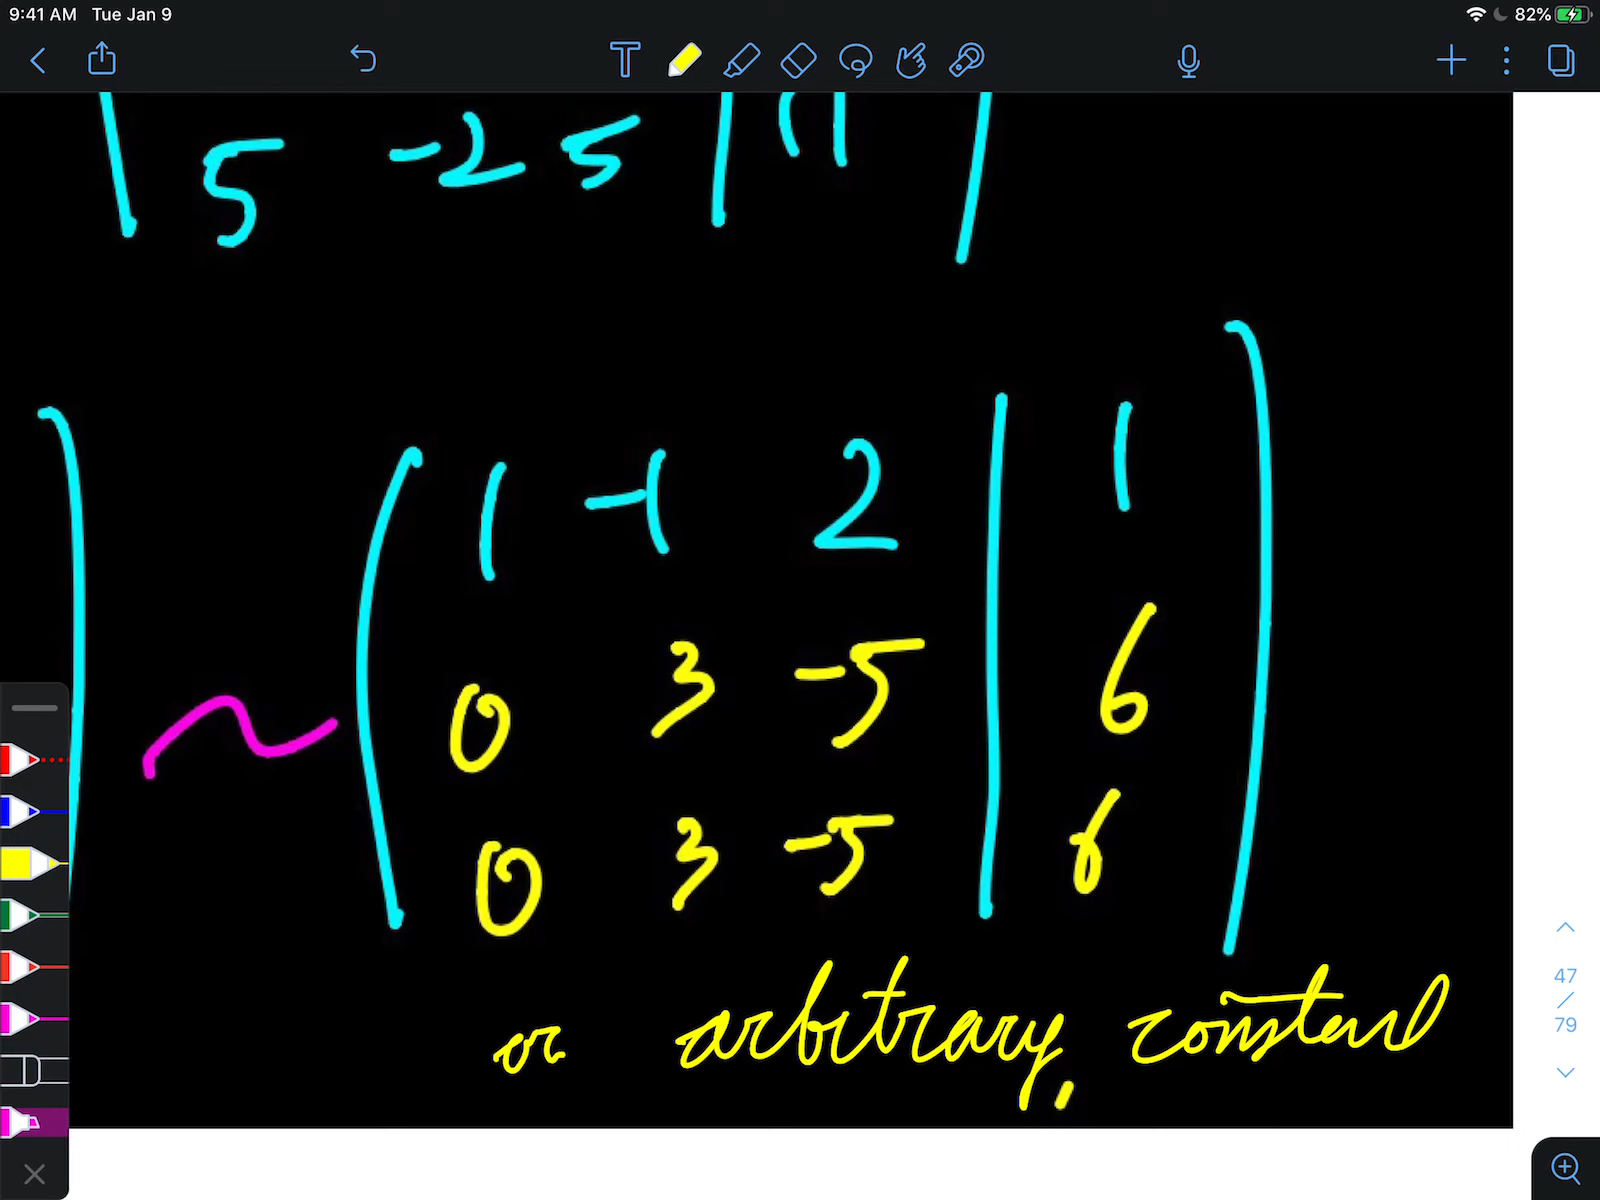 9:41 AM Tue Jan 9 82%
T
5 -2 5 | 11
1 -1 2 | 1
~ 0 3 -5 | 6
0 3 -5 | 6
or arbitrary
47
/
79